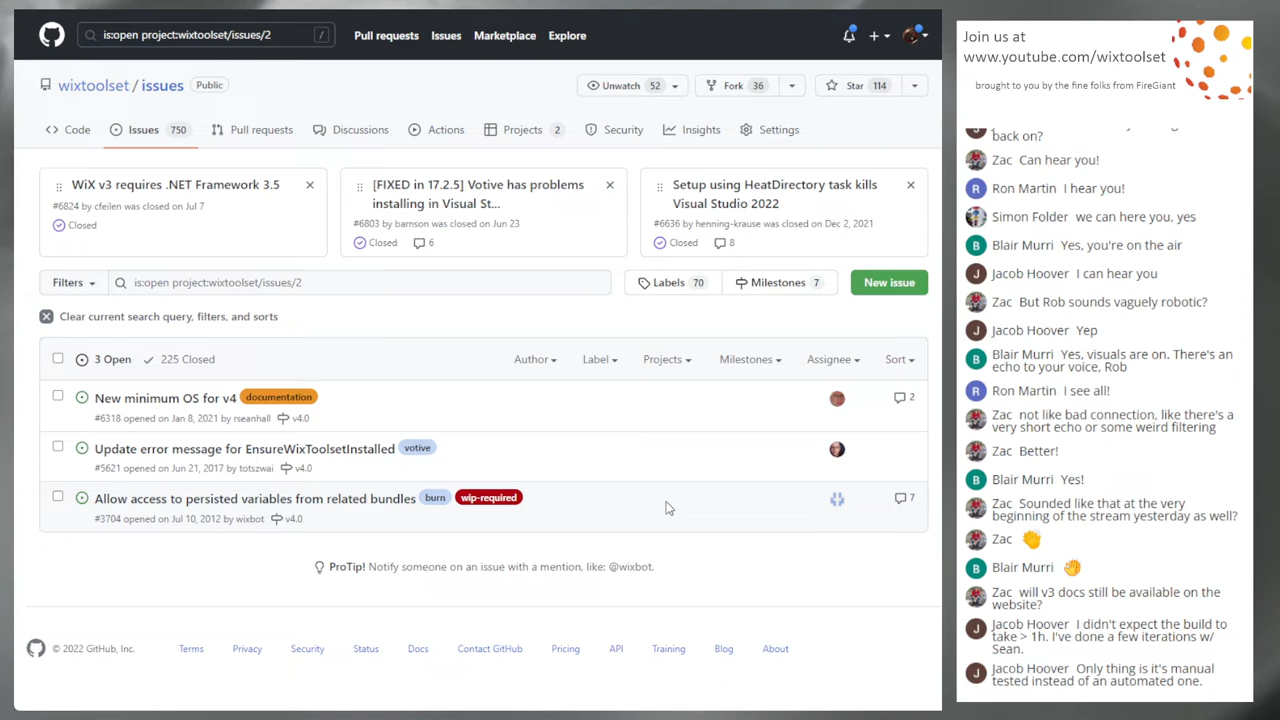 is:open project:wixtoolset/issues/2
/
Pull requests Issues Marketplace Explore
wixtoolset / issues Public
Unwatch 52 Fork 36 Star 114
Code Issues 750 Pull requests Discussions Actions Projects 2 Security Insights Settings
WiX v3 requires .NET Framework 3.5
#6824 cfeilen was closed on Jul 7
Closed
[FIXED in 17.2.5] Votive has problems
installing in Visual St...
#6803 barnson was closed on Jun 23
Closed 6
Setup using HeatDirectory task kills
Visual Studio 2022
#6636 henning-krause was closed on Dec 2, 2021
Closed 8
Filters is:open project:wixtoolset/issues/2 Labels 70 Milestones 7 New issue
Clear current search query, filters, and sorts
3 Open 225 Closed Author Label Projects Milestones Assignee Sort
New minimum OS for v4 documentation 2
#6318 opened on Jan 8, 2021 by rseanhall v4.0
Update error message for EnsureWixToolsetInstalled votive
#5621 opened on Jun 21, 2017 by totszwai v4.0
Allow access to persisted variables from related bundles burn wip-required 7
#3704 opened on Jul 10, 2012 by wixbot v4.0
ProTip! Notify someone on an issue with a mention, like: @wixbot.
© 2022 GitHub, Inc. Terms Privacy Security Status Docs Contact GitHub Pricing API Training Blog About
Join us at
www.youtube.com/wixtoolset
brought to you by the fine folks from FireGiant
back on?
Zac Can hear you!
R Ron Martin I hear you!
Simon Folder we can here you, yes
B Blair Murri Yes, you're on the air
J Jacob Hoover I can hear you
Zac But Rob sounds vaguely robotic?
J Jacob Hoover Yep
B Blair Murri Yes, visuals are on. There's an
echo to your voice, Rob
R Ron Martin I see all!
Zac not like bad connection, like there's a
very short echo or some weird filtering
Zac Better!
B Blair Murri Yes!
Zac Sounded like that at the very
beginning of the stream yesterday as well?
Zac
B Blair Murri
Zac will v3 docs still be available on the
website?
J Jacob Hoover I didn't expect the build to
take > 1h. I've done a few iterations w/
Sean.
J Jacob Hoover Only thing is it's manual
tested instead of an automated one.